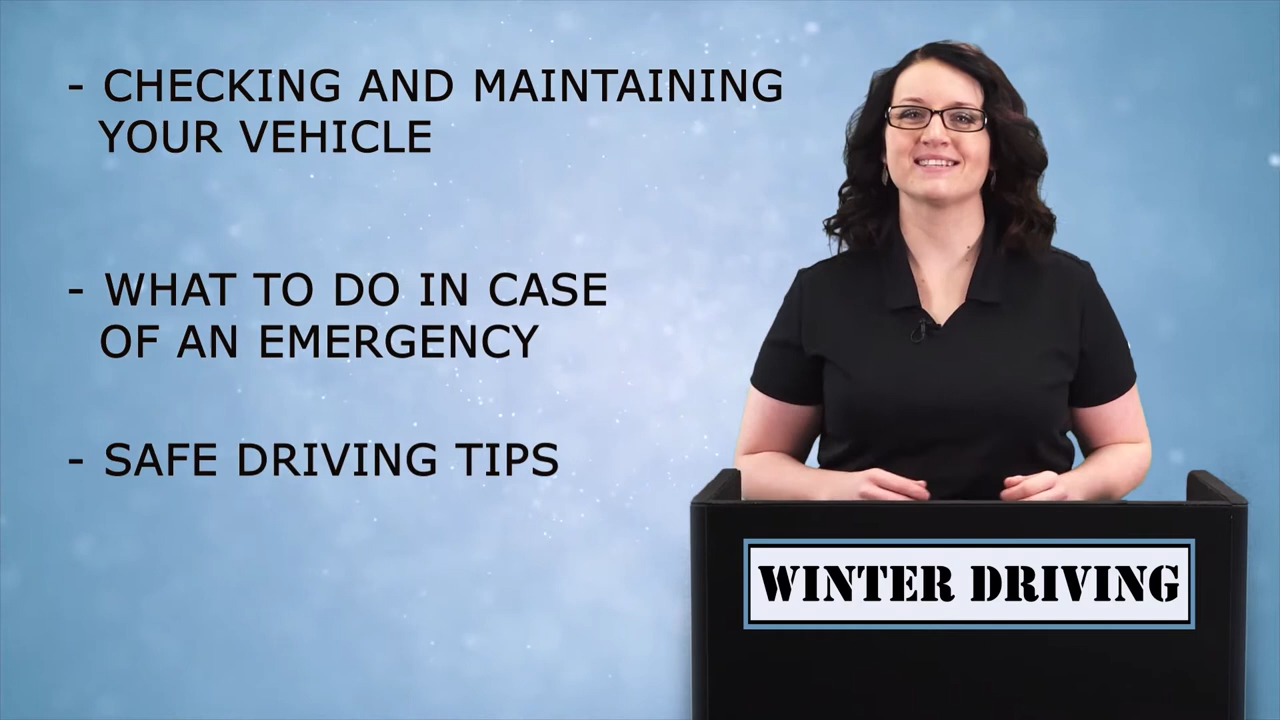 - CHECKING AND MAINTAINING
YOUR VEHICLE
- WHAT TO DO IN CASE
OF AN EMERGENCY
- SAFE DRIVING TIPS
WINTER DRIVING